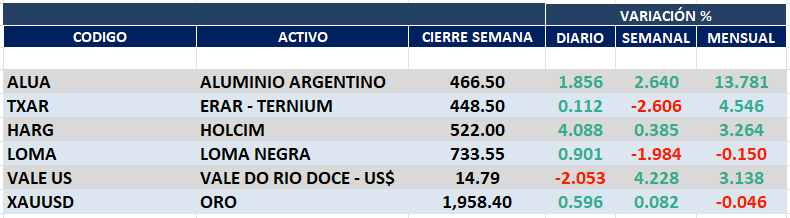 VARIACIÓN %
CODIGO ACTIVO CIERRE SEMANA DIARIO SEMANAL MENSUAL
ALUA ALUMINIO ARGENTINO 466.50 1.856 2.640 13.781
TXAR ERAR - TERNIUM 448.50 0.112 -2.606 4.546
HARG HOLCIM 522.00 4.088 0.385 3.264
LOMA LOMA NEGRA 733.55 0.901 -1.984 -0.150
VALE US VALE DO RIO DOCE - US$ 14.79 -2.053 4.228 3.138
XAUUSD ORO 1,958.40 0.596 0.082 -0.046